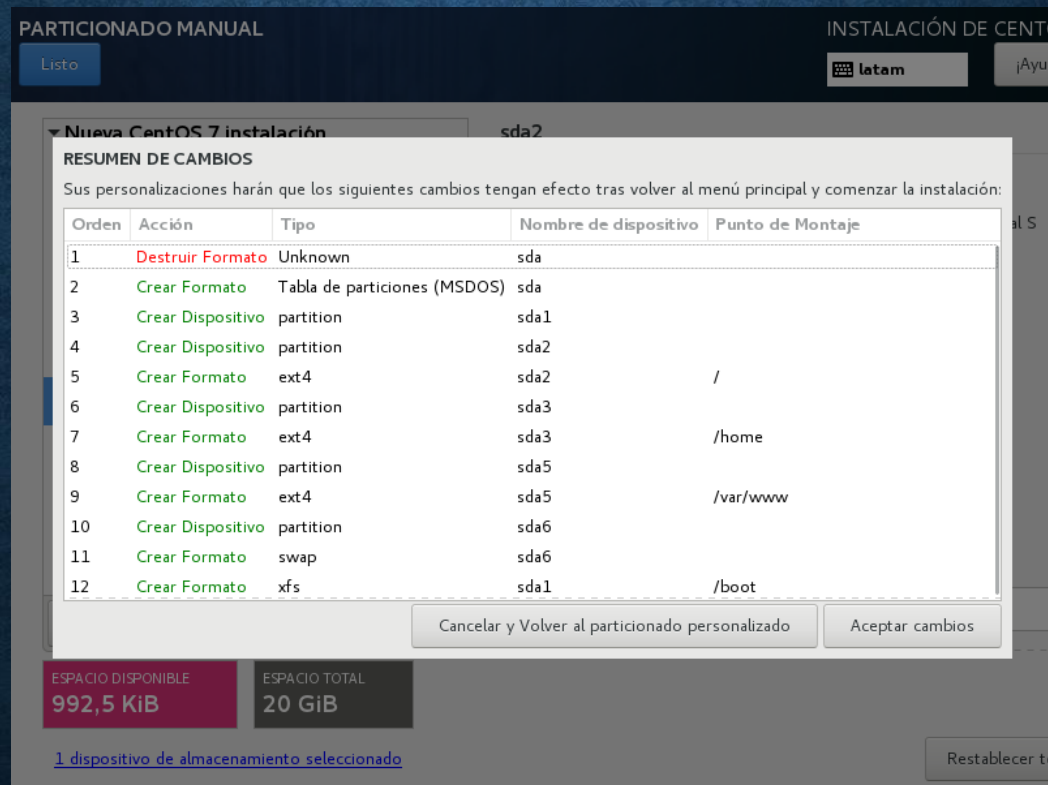 PARTICIONADO MANUAL
INSTALACIÓN DE CENT
Listo
latam
¡Ayu
Nueva CentOS 7 instalación
sda2
RESUMEN DE CAMBIOS
Sus personalizaciones harán que los siguientes cambios tengan efecto tras volver al menú principal y comenzar la instalación:
al S
Orden Acción Tipo Nombre de dispositivo Punto de Montaje
1 Destruir Formato Unknown sda
2 Crear Formato Tabla de particiones (MSDOS) sda
3 Crear Dispositivo partition sda1
4 Crear Dispositivo partition sda2
5 Crear Formato ext4 sda2 /
6 Crear Dispositivo partition sda3
7 Crear Formato ext4 sda3 /home
8 Crear Dispositivo partition sda5
9 Crear Formato ext4 sda5 /var/www
10 Crear Dispositivo partition sda6
11 Crear Formato swap sda6
12 Crear Formato xfs sda1 /boot
Cancelar y Volver al particionado personalizado
Aceptar cambios
ESPACIO DISPONIBLE
992,5 KiB
ESPACIO TOTAL
20 GiB
1 dispositivo de almacenamiento seleccionado
Restablecer t